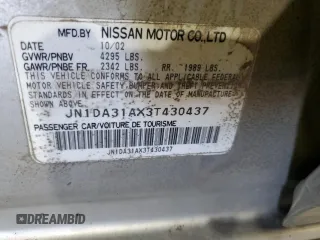 MFD.BY NISSAN MOTOR CO.,LTD
10/02
GVWR/PNBV 4295 LBS.
GAWR/PNBE FR. 2342 LBS. RR. 1989 LBS.
THIS VEHICLE CONFORMS TO ALL APPLICABLE FEDERAL
MOTOR VEHICLE SAFETY, BUMPER AND THEFT PREVENTION
STANDARDS IN EFFECT ON THE DATE OF
MANUFACTURE SHOWN ABOVE.
JN1DA31AX3T430437
PASSENGER CAR/VOITURE DE TOURISME
JN1DA31AX3T430437
DREAMBID